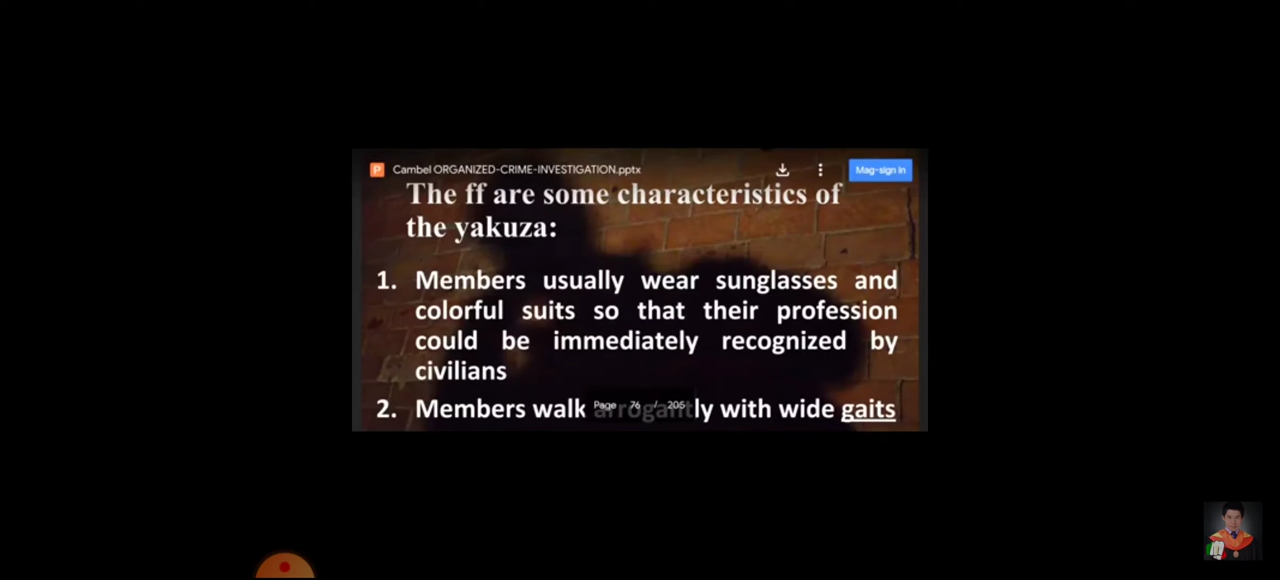 Cambel ORGANIZED-CRIME-INVESTIGATION.pptx
Mag-sign in
The ff are some characteristics of
the yakuza:
1. Members usually wear sunglasses and
colorful suits so that their profession
could be immediately recognized by
civilians
2. Members walk arrogantly with wide gaits
Page 76 / 205